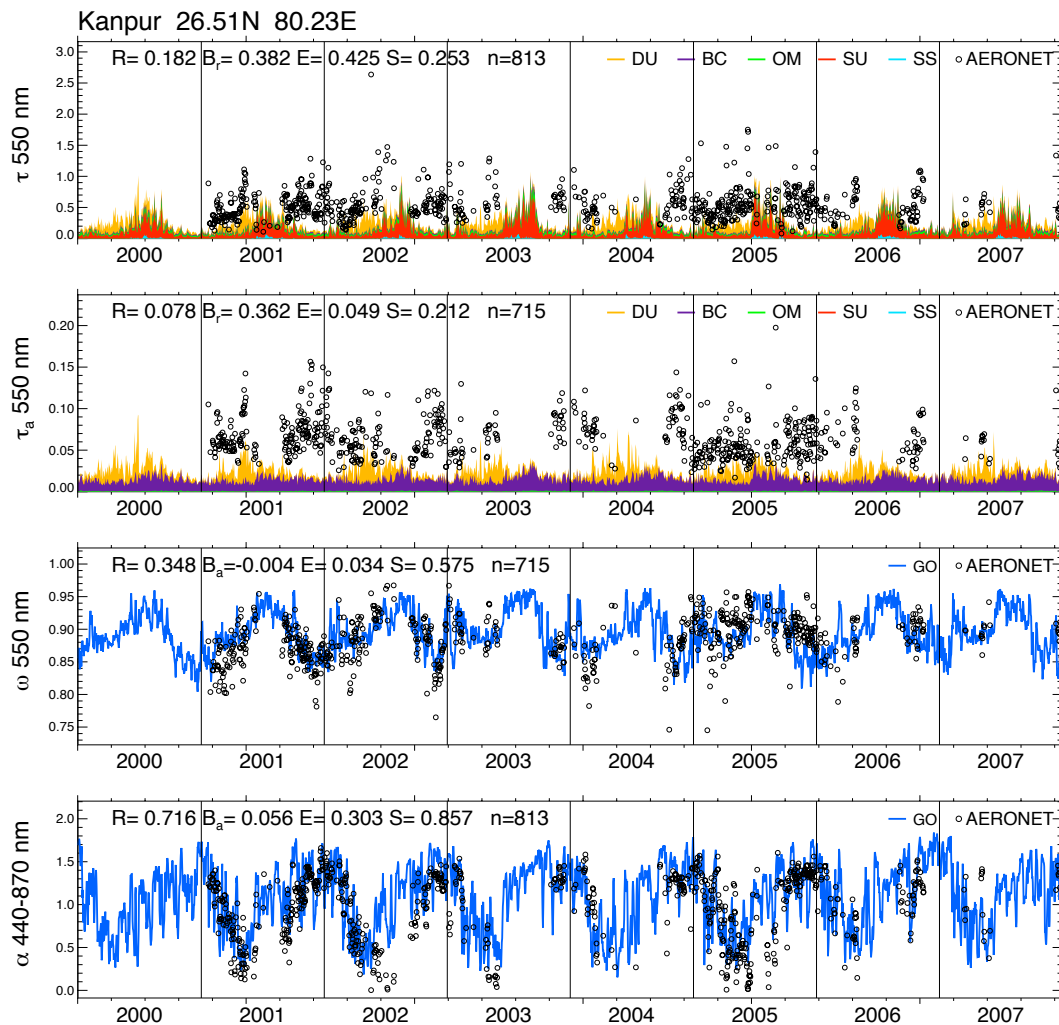 Kanpur 26.51N 80.23E
R= 0.182 Br= 0.382 E= 0.425 S= 0.253 n=813 DU BC OM SU SS AERONET
τ 550 nm
3.0
2.5
2.0
1.5
1.0
0.5
0.0
2000 2001 2002 2003 2004 2005 2006 2007
R= 0.078 Br= 0.362 E= 0.049 S= 0.212 n=715 DU BC OM SU SS AERONET
τa 550 nm
0.20
0.15
0.10
0.05
0.00
2000 2001 2002 2003 2004 2005 2006 2007
R= 0.348 Ba=-0.004 E= 0.034 S= 0.575 n=715 GO AERONET
ω 550 nm
1.00
0.95
0.90
0.85
0.80
0.75
2000 2001 2002 2003 2004 2005 2006 2007
R= 0.716 Ba= 0.056 E= 0.303 S= 0.857 n=813 GO AERONET
α 440-870 nm
2.0
1.5
1.0
0.5
0.0
2000 2001 2002 2003 2004 2005 2006 2007